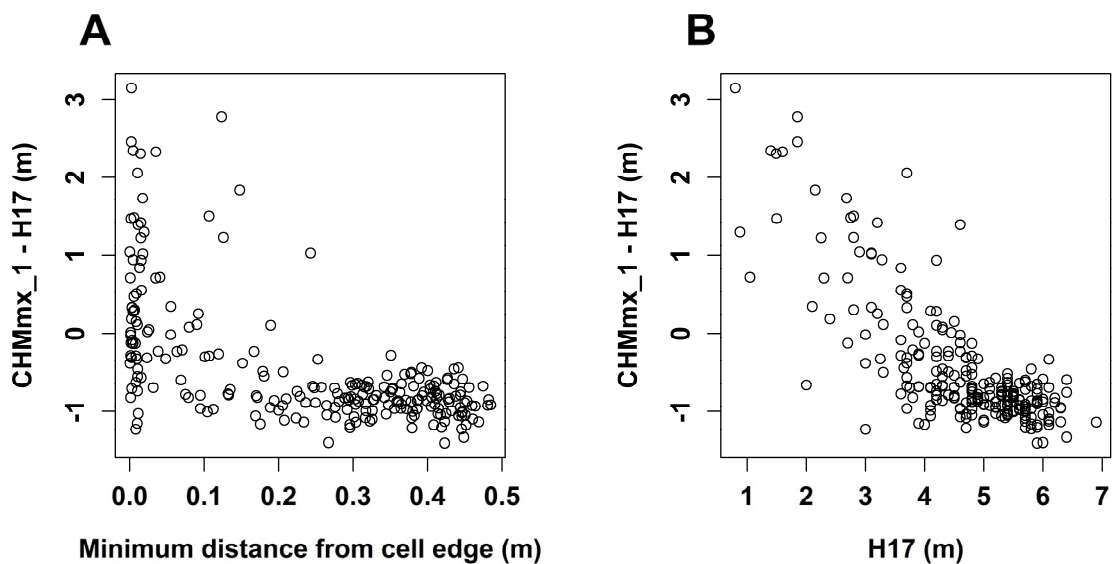 A
B
CHMmx_1 - H17 (m)
3
2
1
0
-1
0.0 0.1 0.2 0.3 0.4 0.5
Minimum distance from cell edge (m)
CHMmx_1 - H17 (m)
3
2
1
0
-1
1 2 3 4 5 6 7
H17 (m)